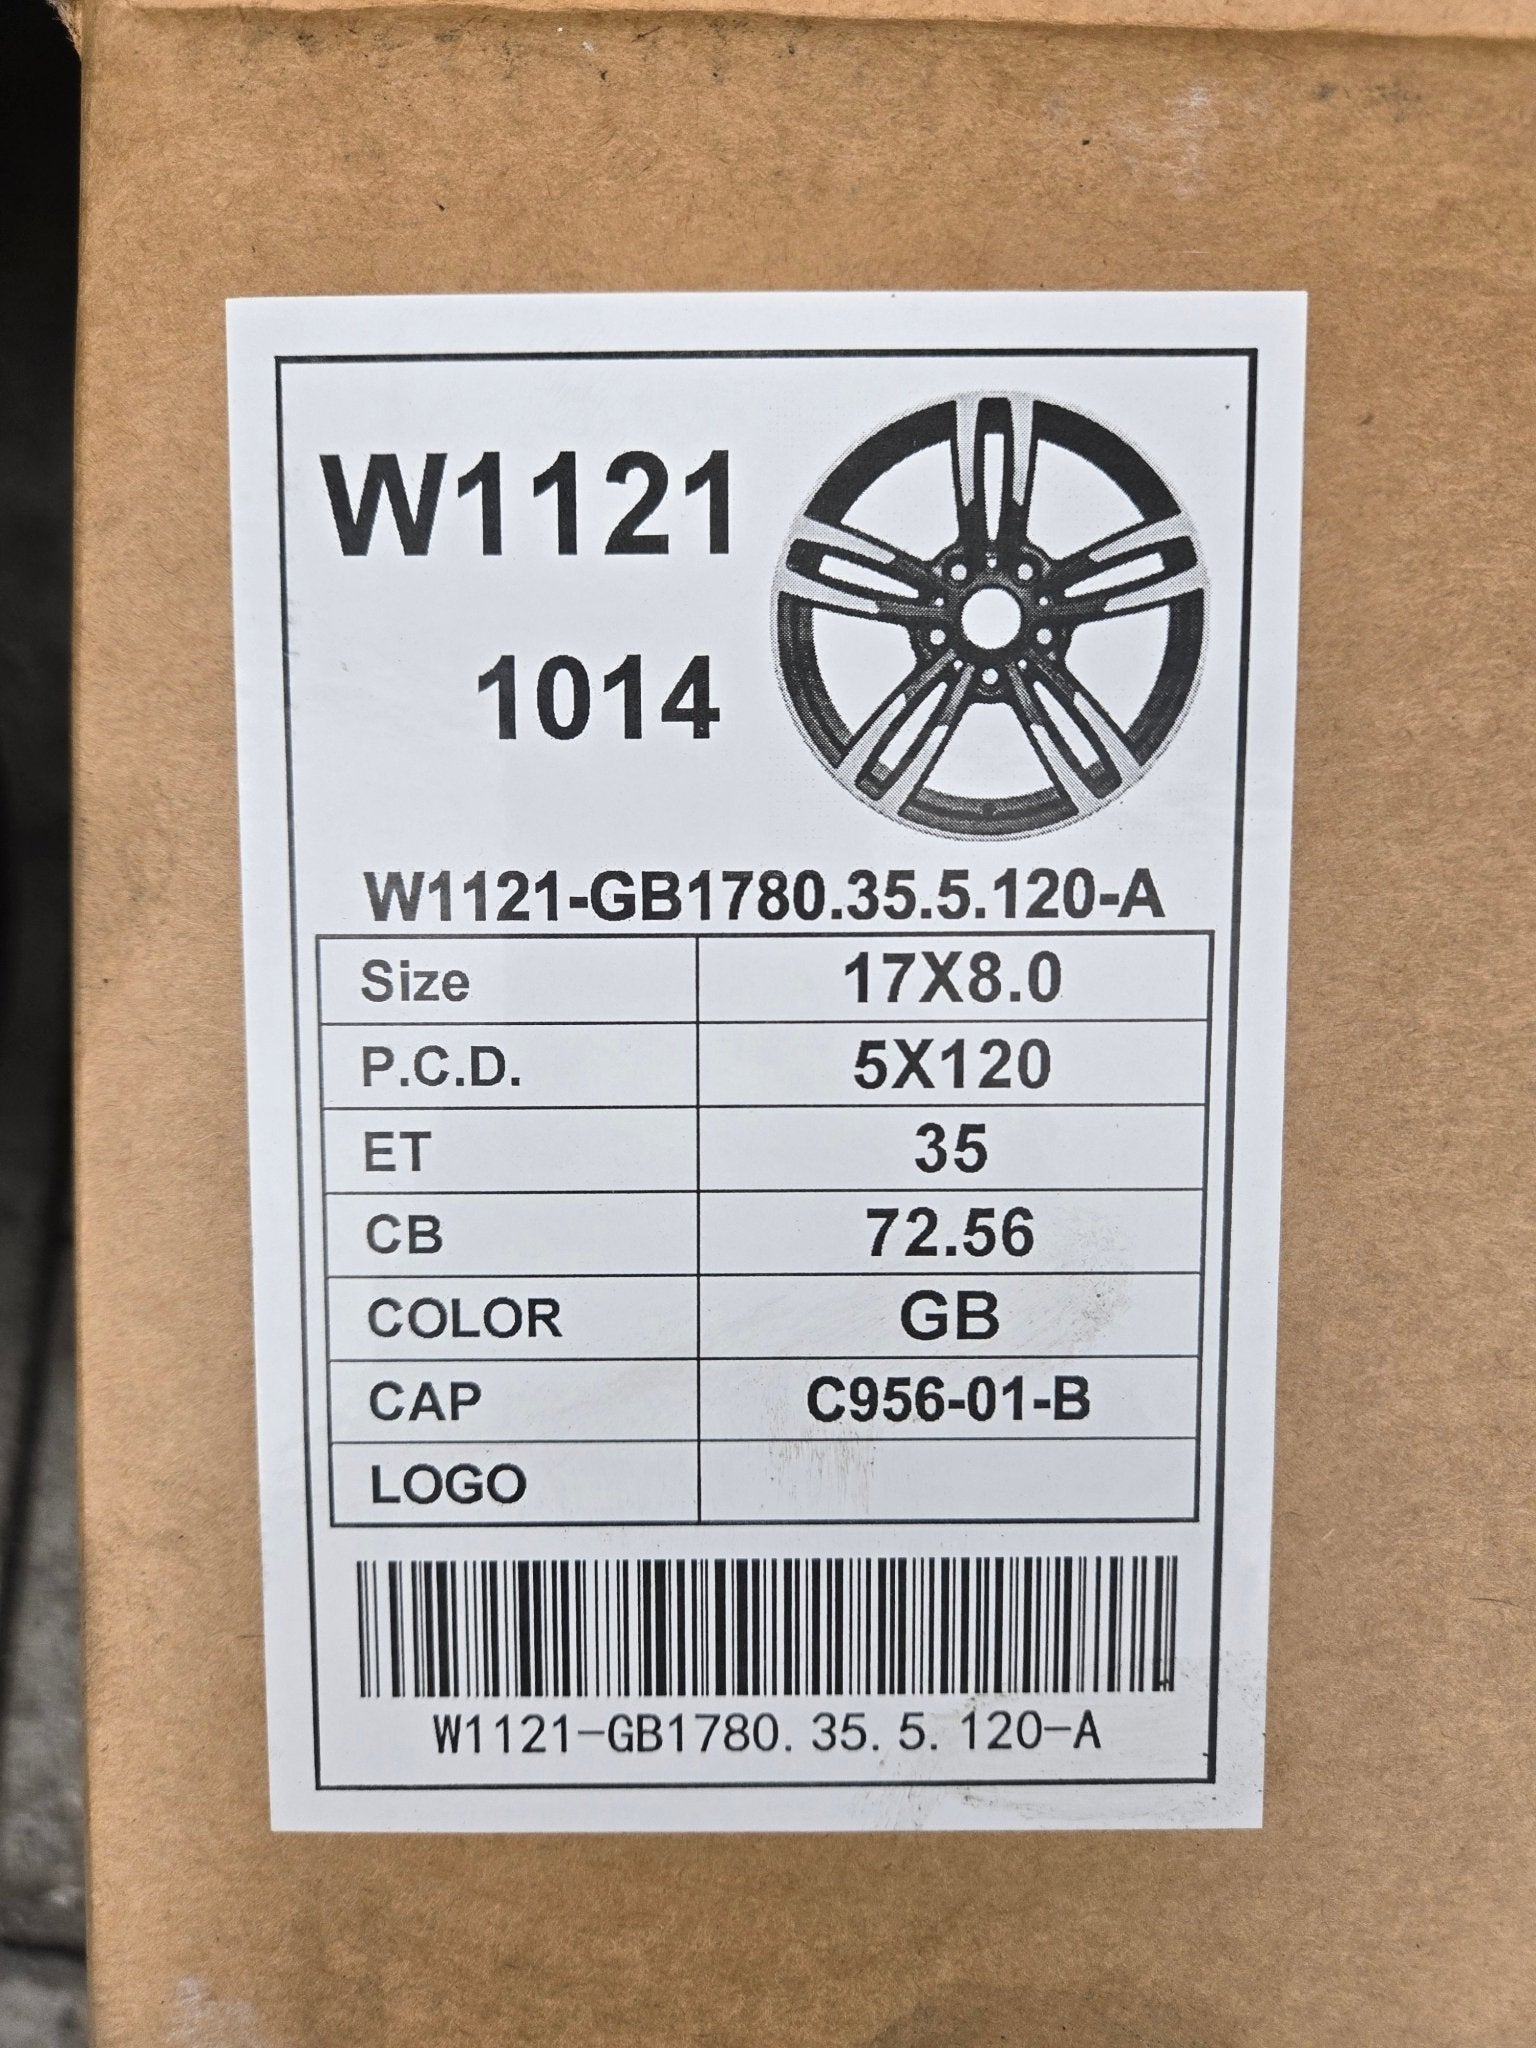 W1121
1014
W1121-GB1780.35.5.120-A
Size 17X8.0
P.C.D. 5X120
ET 35
CB 72.56
COLOR GB
CAP C956-01-B
LOGO
W1121-GB1780.35.5.120-A